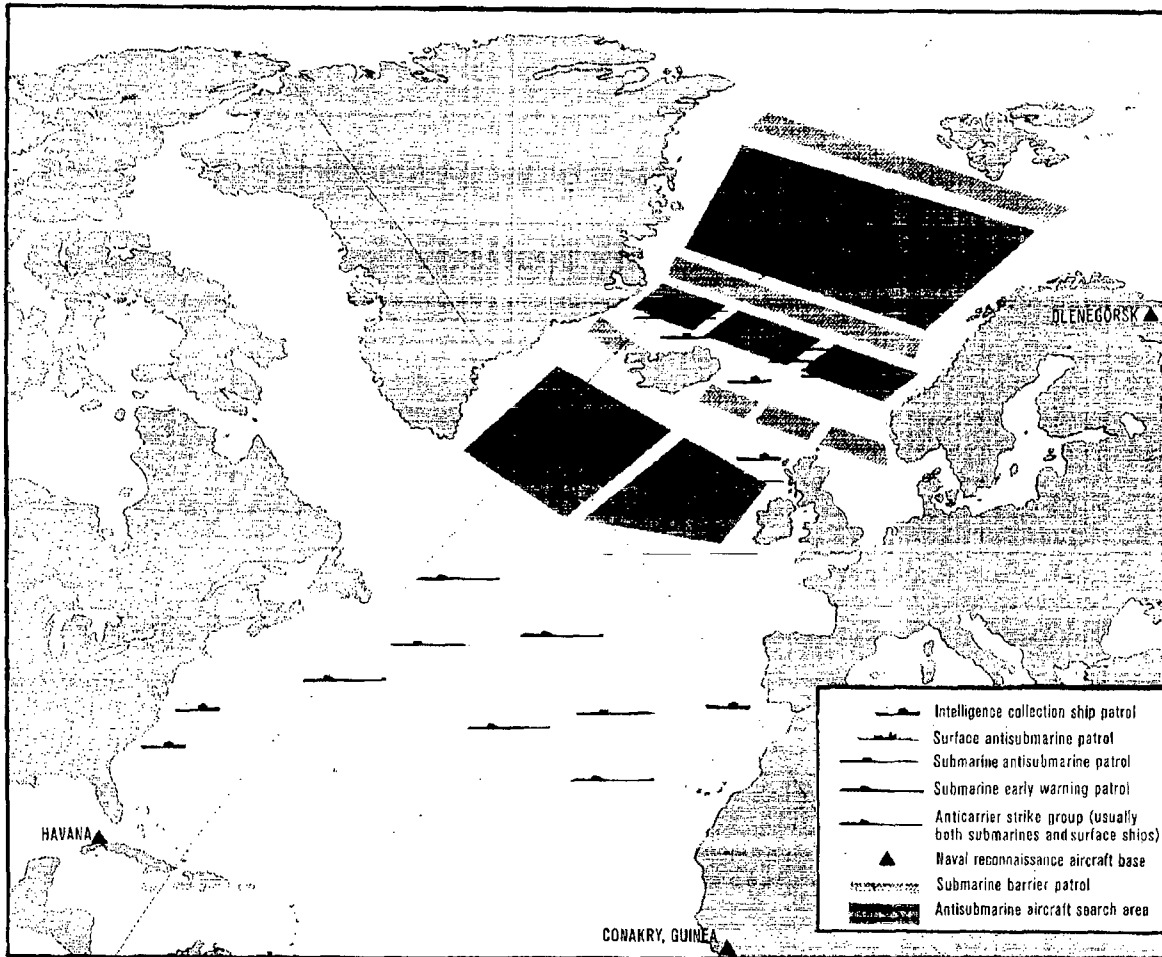 OLENEGORSK
HAVANA
CONAKRY, GUINEA
Intelligence collection ship patrol
Surface antisubmarine patrol
Submarine antisubmarine patrol
Submarine early warning patrol
Anticarrier strike group (usually
both submarines and surface ships)
Naval reconnaissance aircraft base
Submarine barrier patrol
Antisubmarine aircraft search area